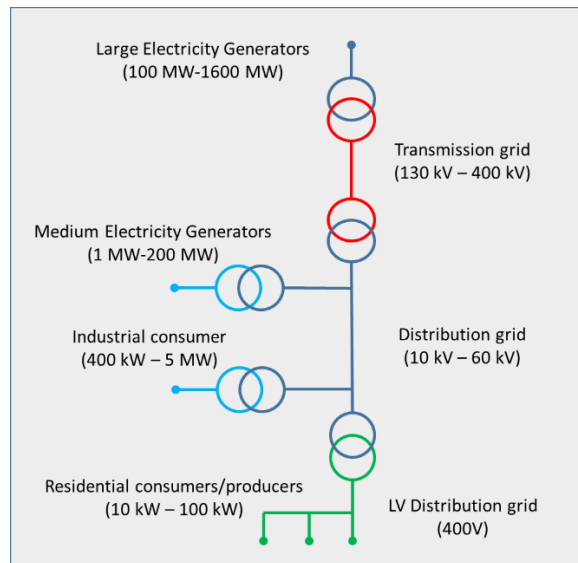 Large Electricity Generators
(100 MW-1600 MW)
Transmission grid
(130 kV – 400 kV)
Medium Electricity Generators
(1 MW-200 MW)
Industrial consumer
(400 kW – 5 MW)
Distribution grid
(10 kV – 60 kV)
Residential consumers/producers
(10 kW – 100 kW)
LV Distribution grid
(400V)